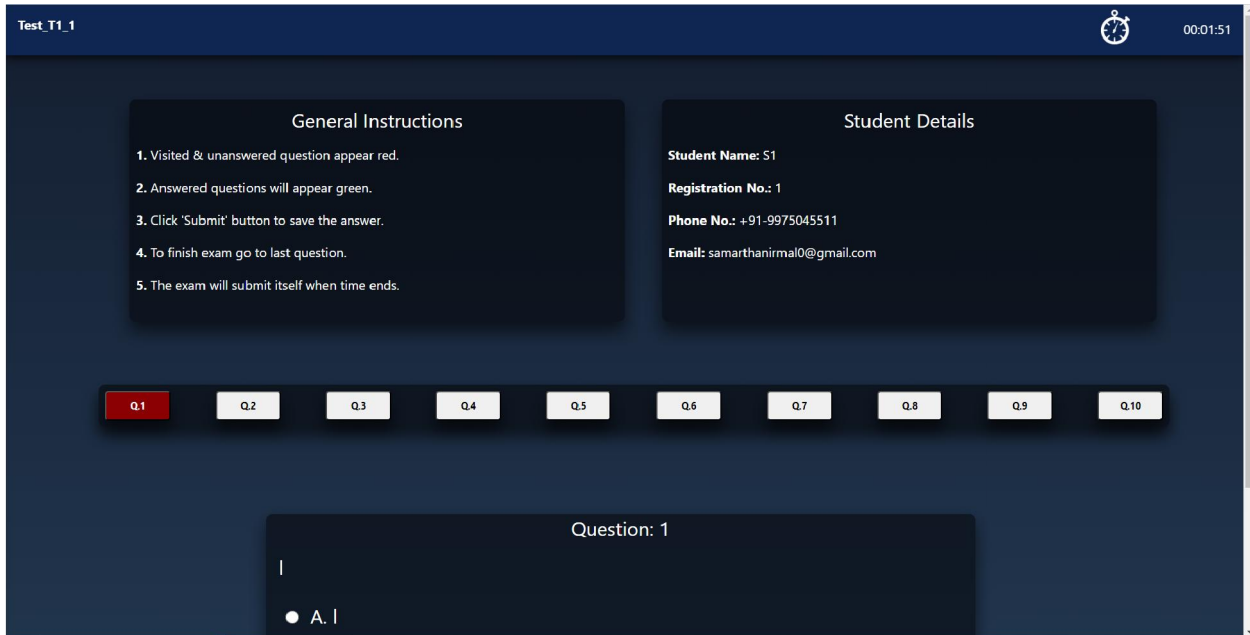 Test_T1_1
00:01:51
General Instructions
1. Visited & unanswered question appear red.
2. Answered questions will appear green.
3. Click 'Submit' button to save the answer.
4. To finish exam go to last question.
5. The exam will submit itself when time ends.
Student Details
Student Name: S1
Registration No.: 1
Phone No.: +91-9975045511
Email: samarthanirmal0@gmail.com
Q.1 Q.2 Q.3 Q.4 Q.5 Q.6 Q.7 Q.8 Q.9 Q.10
Question: 1
l
A. l